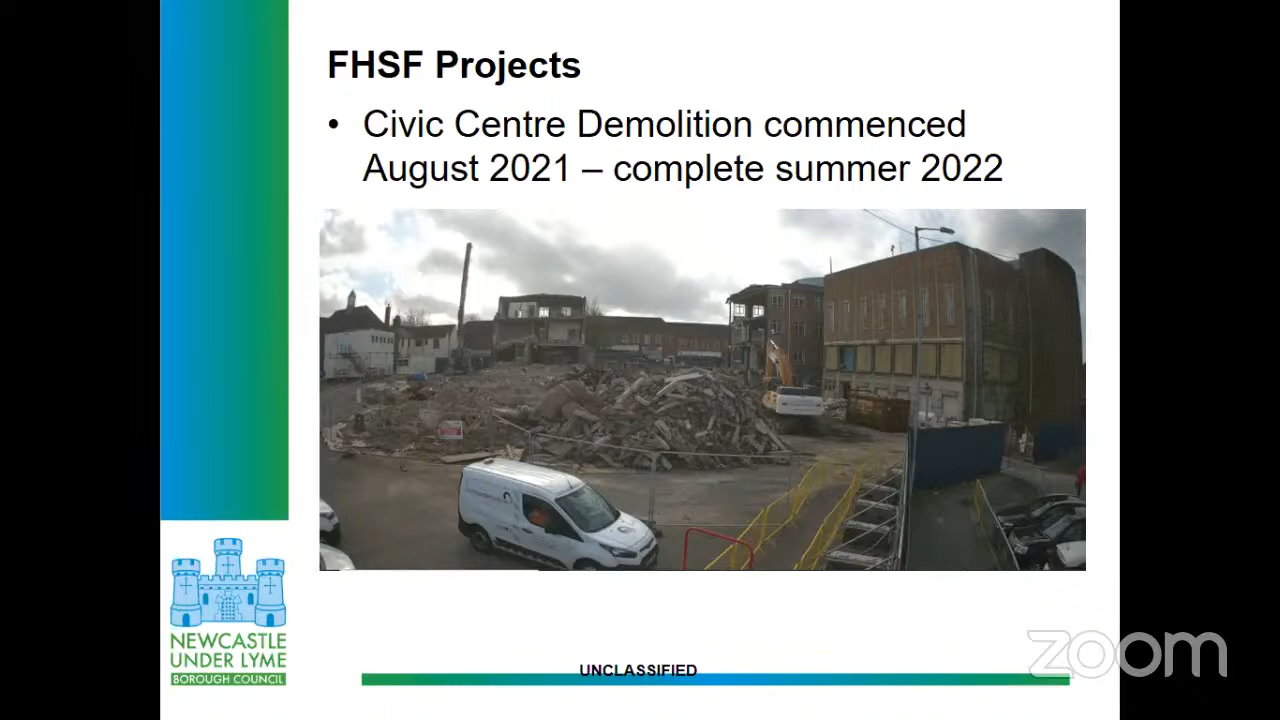 FHSF Projects
• Civic Centre Demolition commenced
August 2021 – complete summer 2022
NEWCASTLE
UNDER LYME
BOROUGH COUNCIL
UNCLASSIFIED
zoom